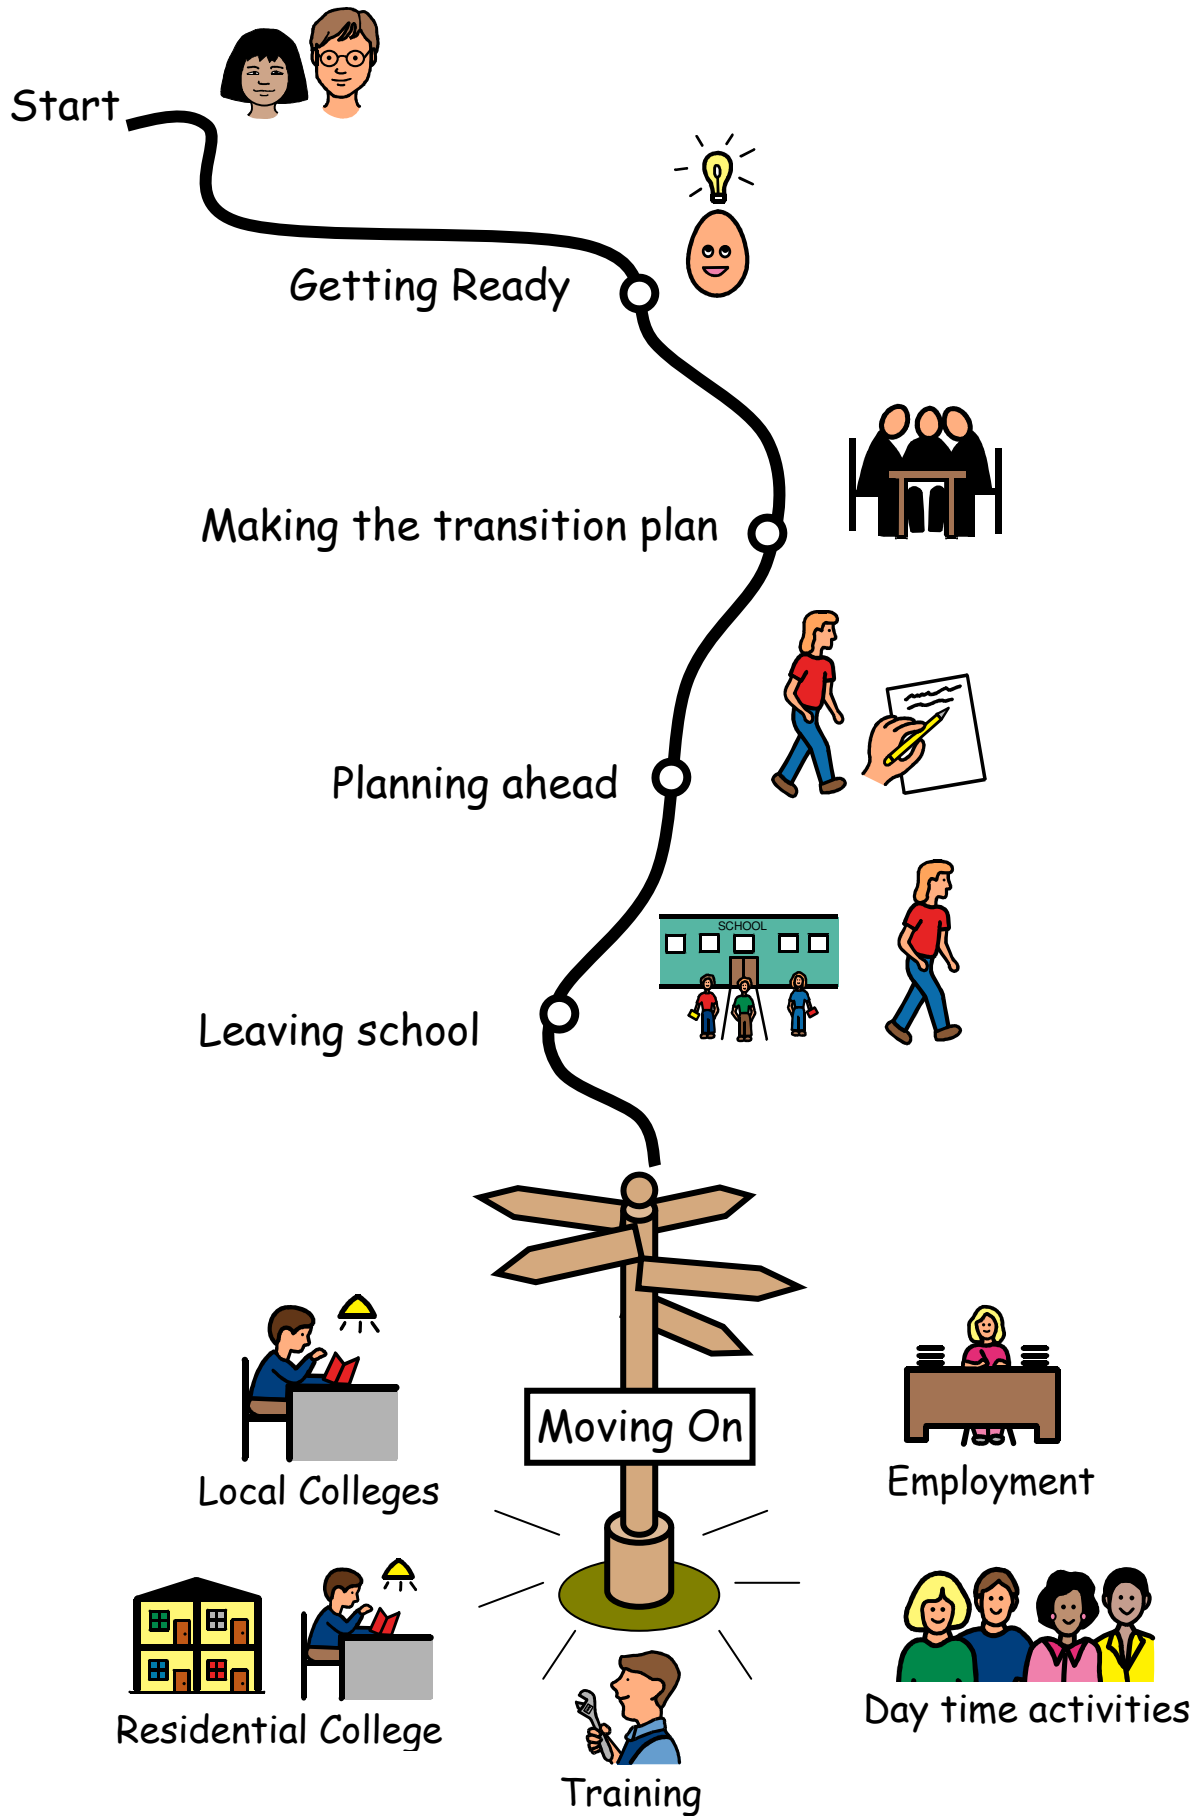 Start
Getting Ready
Making the transition plan
Planning ahead
SCHOOL
Leaving school
Moving On
Local Colleges
Employment
Residential College
Day time activities
Training